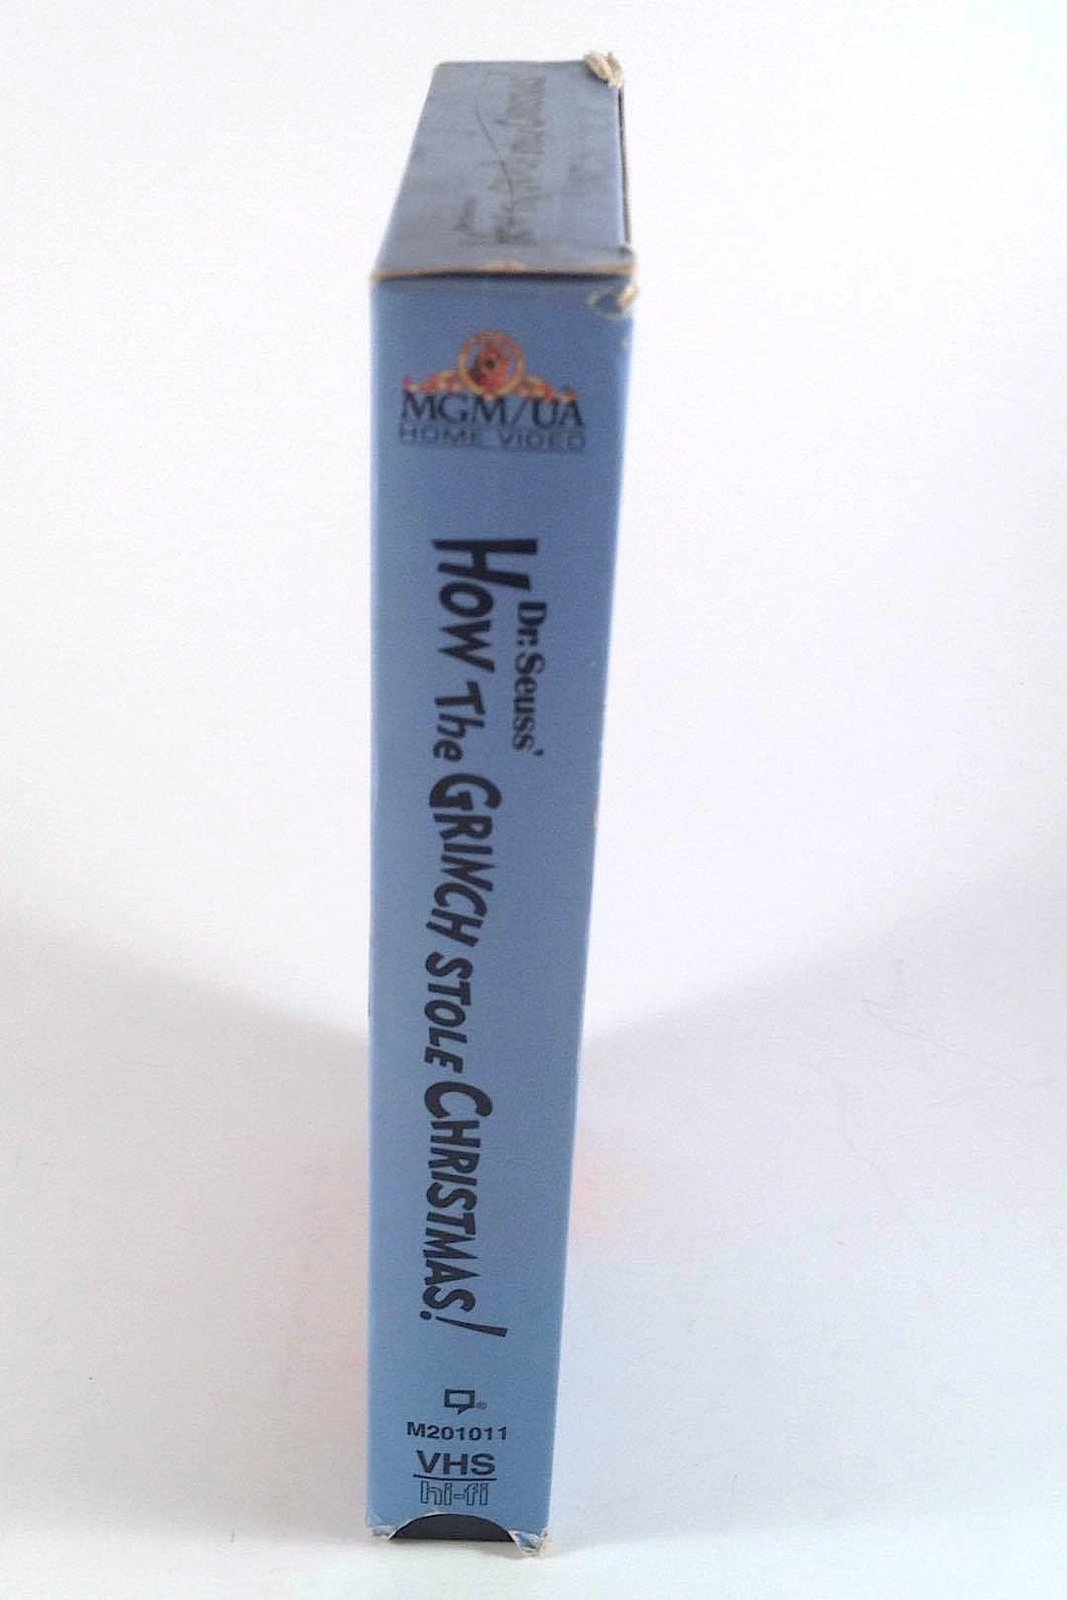 MGM/UA
HOME VIDEO
Dr. Seuss'
HOW The GRINCH STOLE CHRISTMAS!
M201011
VHS
hi-fi